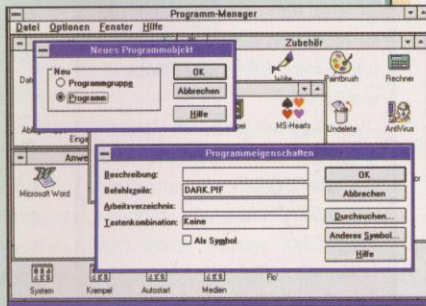 Programm-Manager
Datei Optionen Fenster Hilfe
Neues Programmobjekt
Neu
Programmgruppe
Programm
OK
Abbrechen
Hilfe
Zubehör
Write
Paintbrush
Rechner
MS-Hearts
Undelete
AntiVirus
Microsoft Word
Programmeigenschaften
Beschreibung:
Befehlszeile: DARK.PIF
Arbeitsverzeichnis:
Tastenkombination: Keine
Als Symbol
OK
Abbrechen
Durchsuchen...
Anderes Symbol...
Hilfe
System
Krempel
Autostart
Medien
Flo'